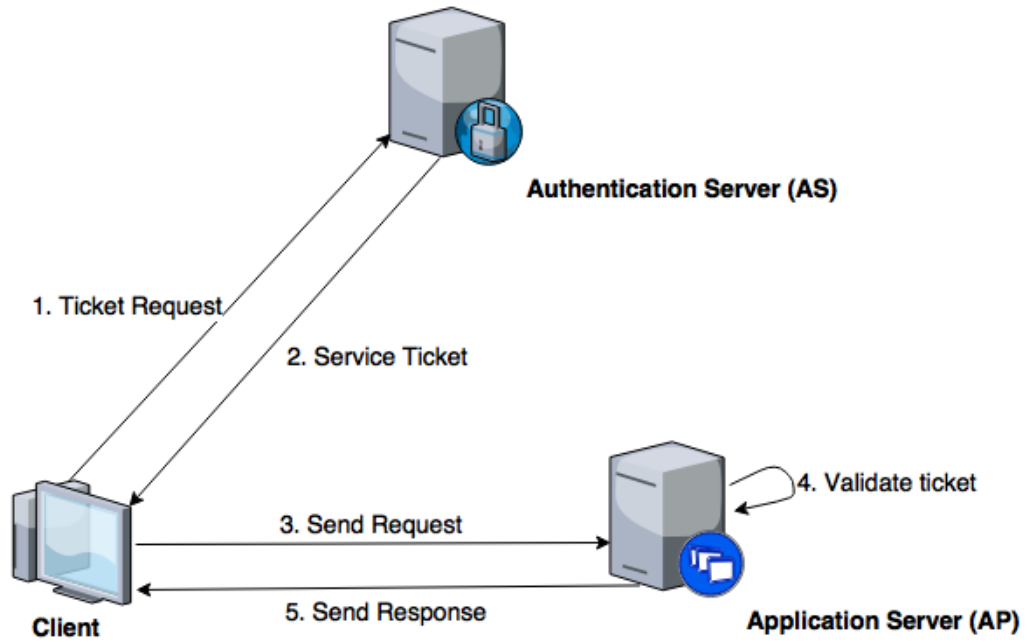 Authentication Server (AS)
1. Ticket Request
2. Service Ticket
4. Validate ticket
3. Send Request
5. Send Response
Application Server (AP)
Client